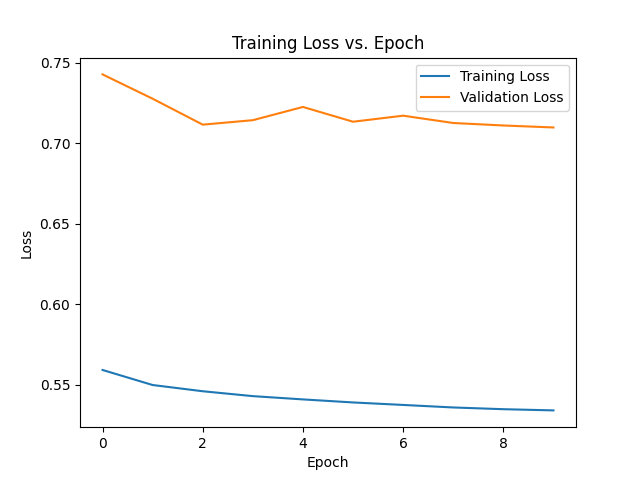 Training Loss vs. Epoch
Training Loss
Validation Loss
0.75
0.70
0.65
0.60
0.55
Loss
0 2 4 6 8
Epoch